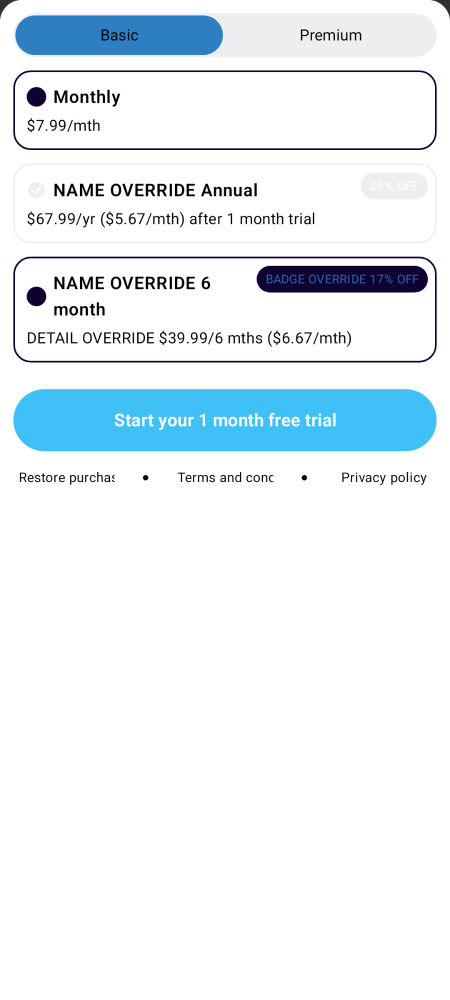 Basic
Premium
Monthly
$7.99/mth
NAME OVERRIDE Annual
29% OFF
$67.99/yr ($5.67/mth) after 1 month trial
NAME OVERRIDE 6
month
BADGE OVERRIDE 17% OFF
DETAIL OVERRIDE $39.99/6 mths ($6.67/mth)
Start your 1 month free trial
Restore purchas
Terms and conc
Privacy policy